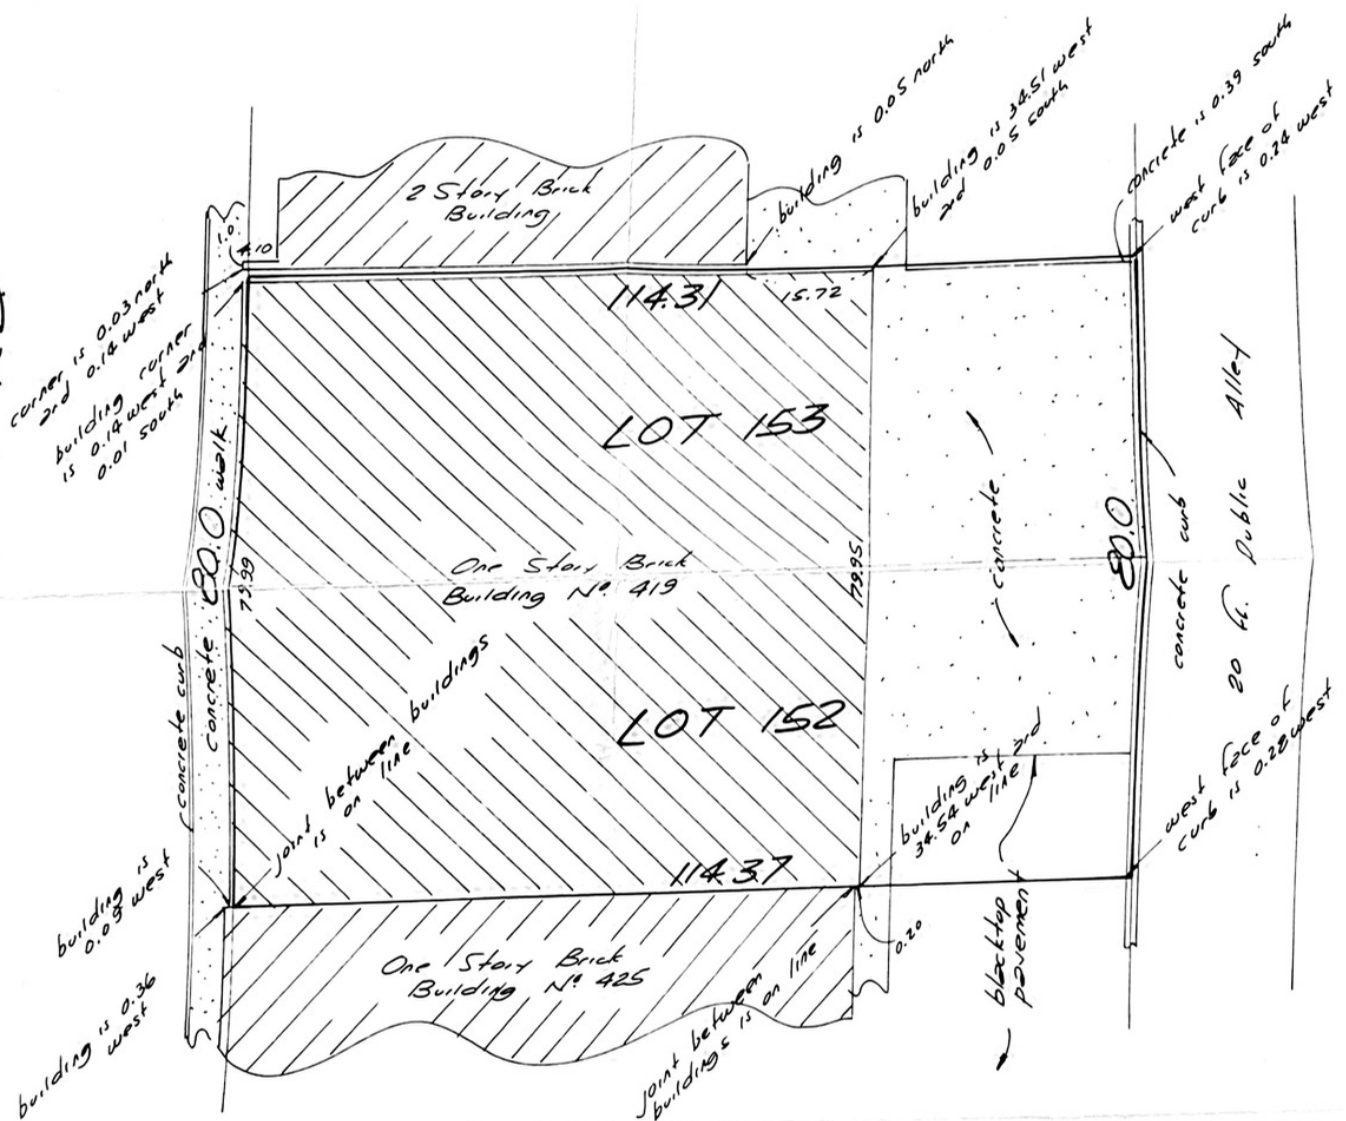 building is 0.05 north
building is 34.51 west
and 0.05 south
concrete is 0.39 south
west face of
curb is 0.24 west
2 Story Brick
Building
1.0
4.10
corner is 0.03 north
and 0.14 west
building corner
is 0.14 west and
0.01 south
114.31
15.72
LOT 153
concrete walk
80.0
79.99
One Story Brick
Building No. 419
79.95
concrete
80.0
concrete curb
20 ft. Public Alley
joint between buildings
is on line
LOT 152
concrete curb
building is
34.54 west and
on line
west face of
curb is 0.28 west
114.37
building is
0.09 west
0.20
One Story Brick
Building No. 425
blacktop
pavement
building is 0.36
west
joint between
buildings is on line